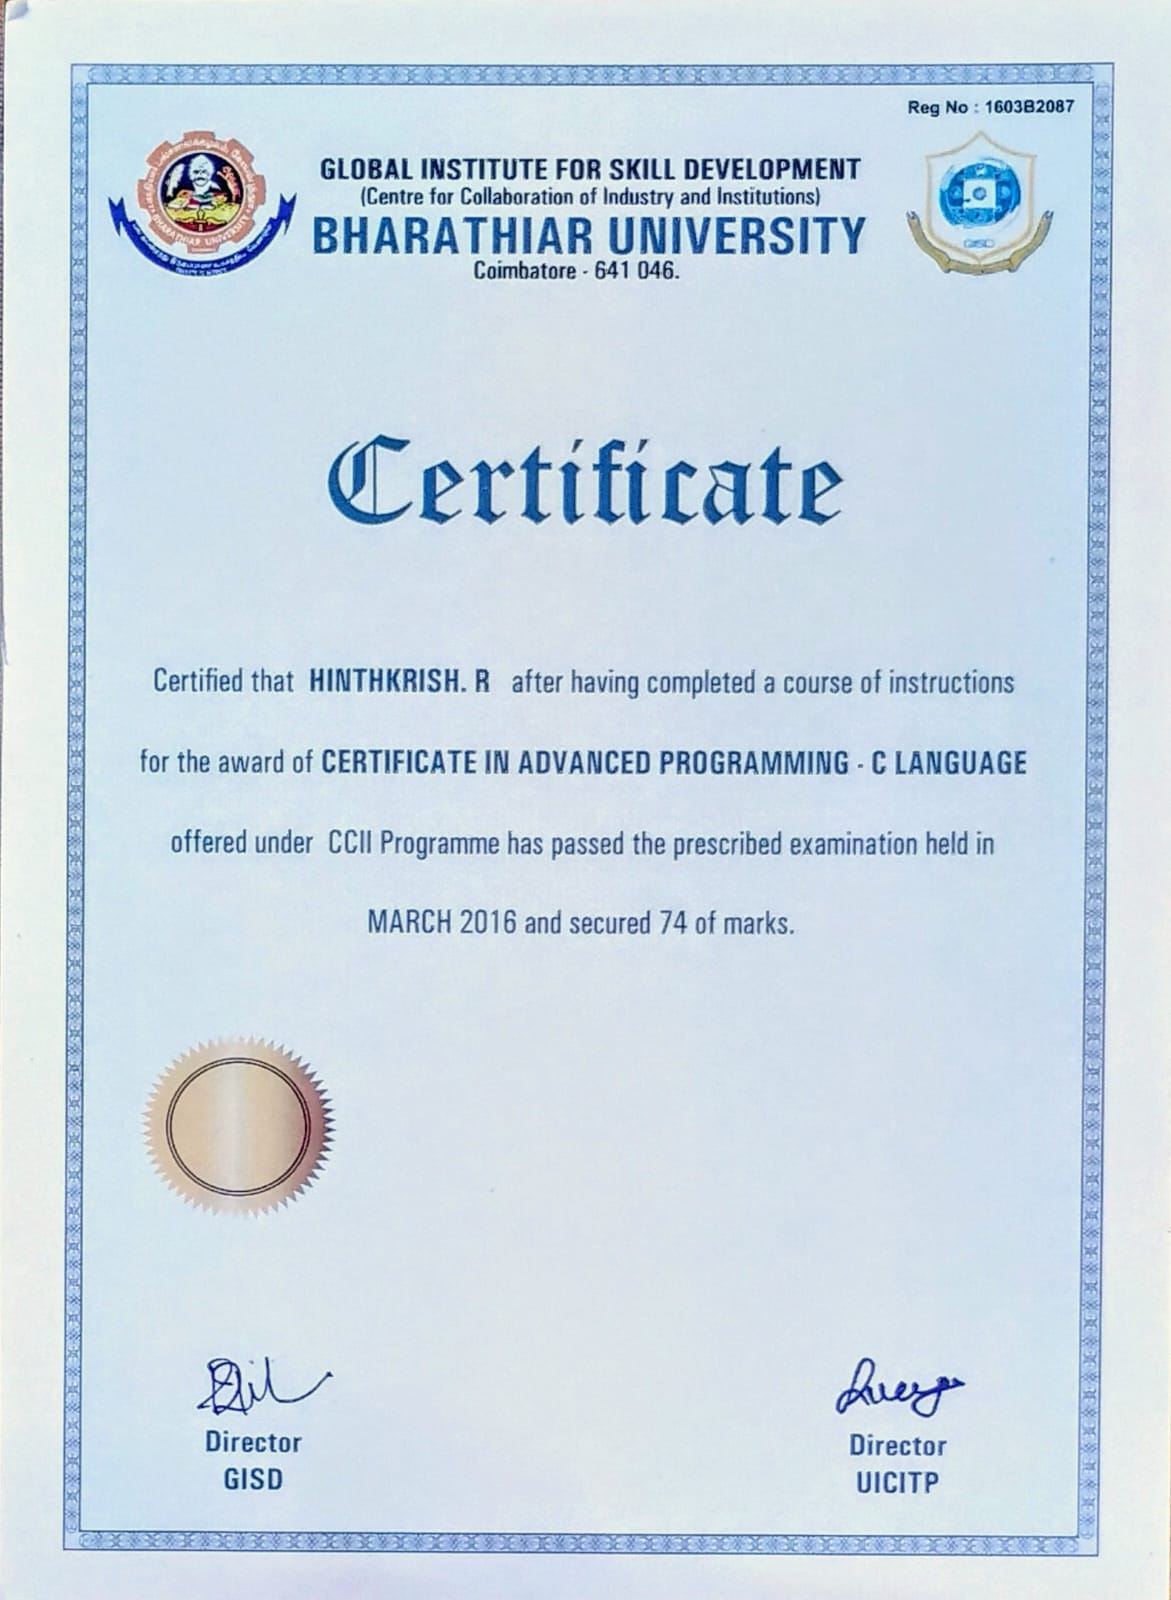 Reg No : 1603B2087
GLOBAL INSTITUTE FOR SKILL DEVELOPMENT
(Centre for Collaboration of Industry and Institutions)
BHARATHIAR UNIVERSITY
Coimbatore - 641 046.
BHARATHIAR UNIVERSITY
GISD
Certificate
Certified that HINTHKRISH. R after having completed a course of instructions
for the award of CERTIFICATE IN ADVANCED PROGRAMMING - C LANGUAGE
offered under CCII Programme has passed the prescribed examination held in
MARCH 2016 and secured 74 of marks.
Director
GISD
Director
UICITP